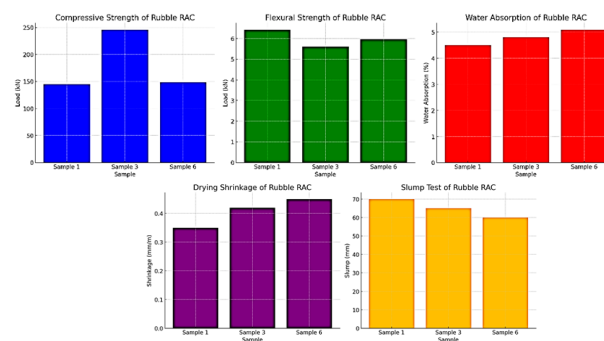 Compressive Strength of Rubble RAC
250
200
150
100
50
0
Load (kN)
Sample 1 Sample 3 Sample 6
Sample
Flexural Strength of Rubble RAC
6
5
4
3
2
1
0
Load (kN)
Sample 1 Sample 3 Sample 6
Sample
Water Absorption of Rubble RAC
5
4
3
2
1
0
Water Absorption (%)
Sample 1 Sample 3 Sample 6
Sample
Drying Shrinkage of Rubble RAC
0.4
0.3
0.2
0.1
0.0
Shrinkage (mm/m)
Sample 1 Sample 3 Sample 6
Sample
Slump Test of Rubble RAC
70
60
50
40
30
20
10
0
Slump (mm)
Sample 1 Sample 3 Sample 6
Sample